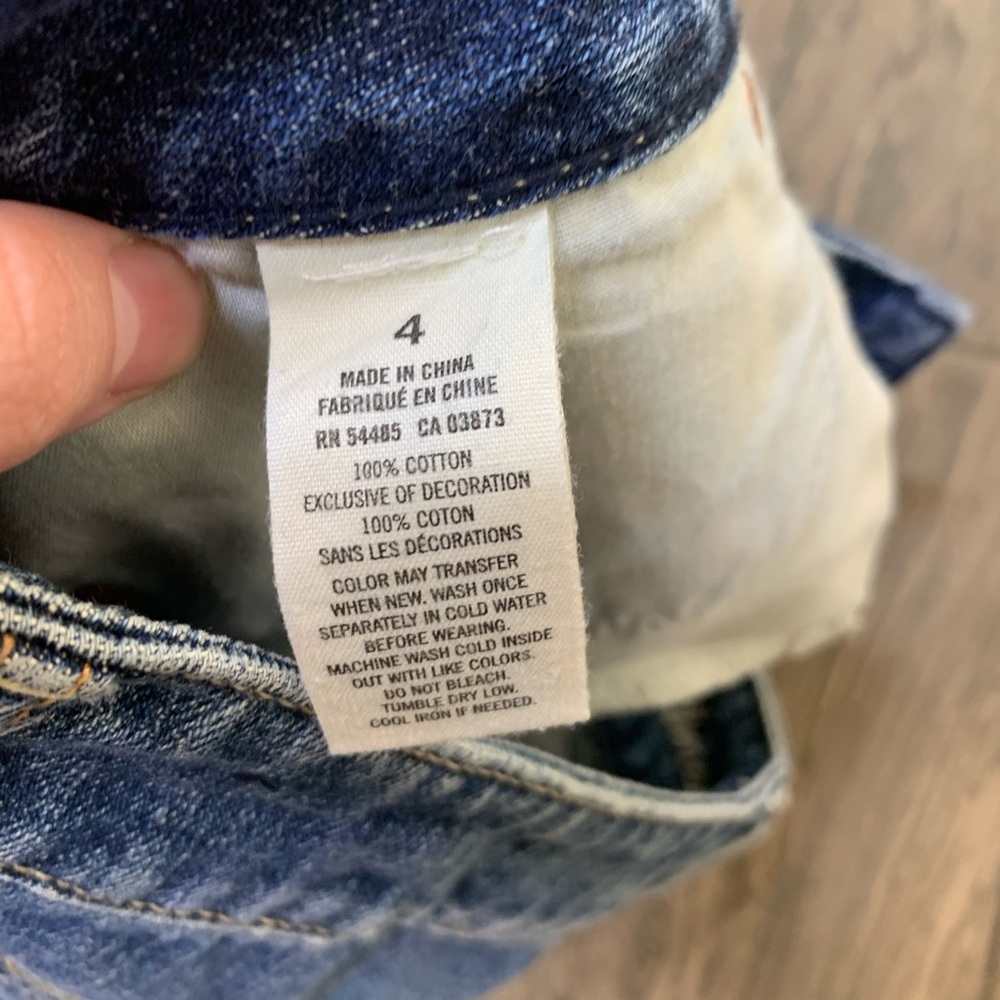 4
MADE IN CHINA
FABRIQUÉ EN CHINE
RN 54485 CA 03873
100% COTTON
EXCLUSIVE OF DECORATION
100% COTON
SANS LES DÉCORATIONS
COLOR MAY TRANSFER
WHEN NEW. WASH ONCE
SEPARATELY IN COLD WATER
BEFORE WEARING.
MACHINE WASH COLD INSIDE
OUT WITH LIKE COLORS.
DO NOT BLEACH.
TUMBLE DRY LOW.
COOL IRON IF NEEDED.